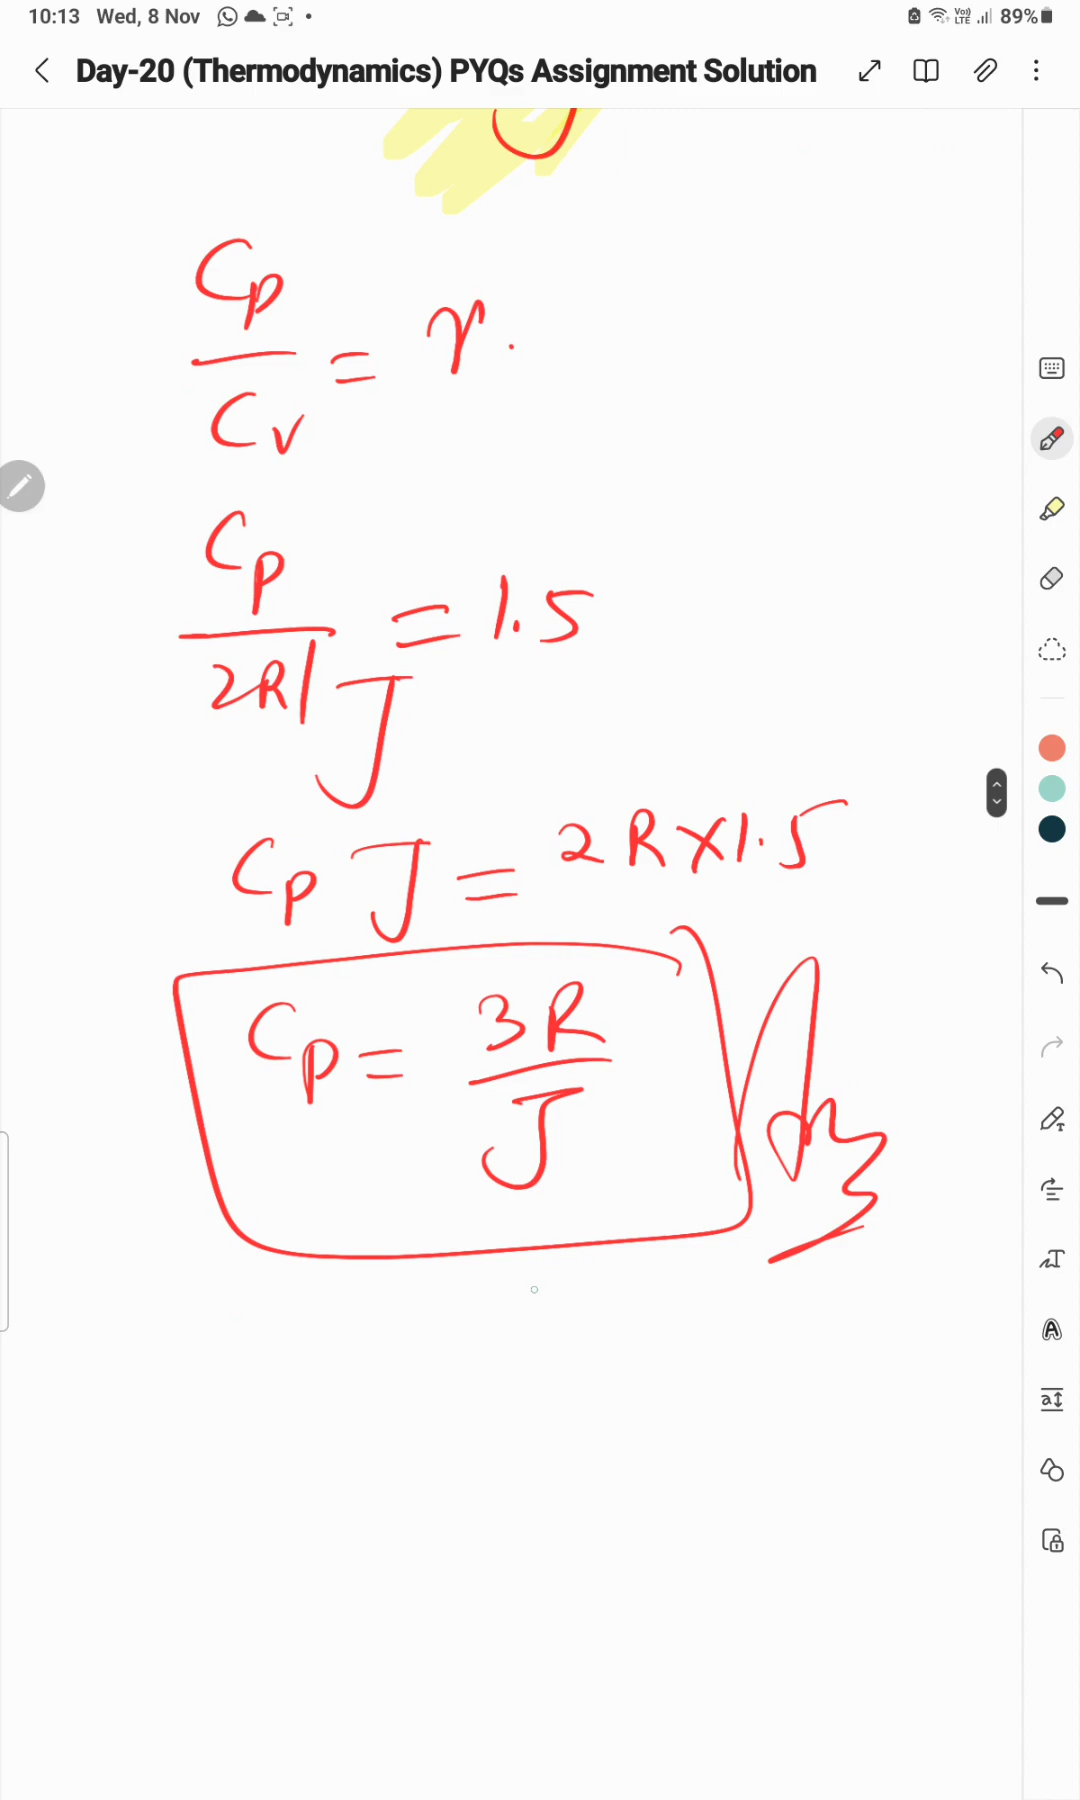 10:13 Wed, 8 Nov 89%
Day-20 (Thermodynamics) PYQs Assignment Solution
Cp/Cv = γ.
Cp/(2R/J) = 1.5
Cp J = 2R×1.5
Cp = 3R/J